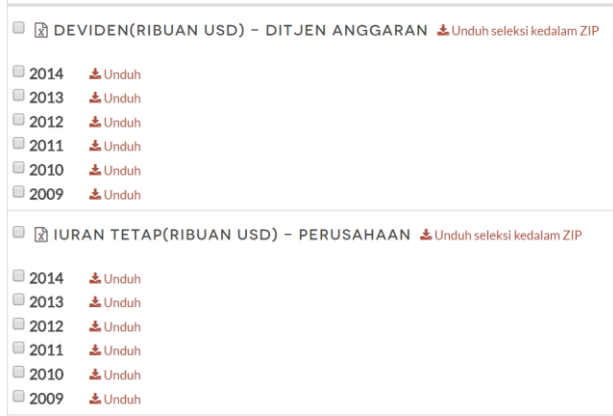 DEVIDEN(RIBUAN USD) - DITJEN ANGGARAN Unduh seleksi kedalam ZIP
2014 Unduh
2013 Unduh
2012 Unduh
2011 Unduh
2010 Unduh
2009 Unduh
IURAN TETAP(RIBUAN USD) - PERUSAHAAN Unduh seleksi kedalam ZIP
2014 Unduh
2013 Unduh
2012 Unduh
2011 Unduh
2010 Unduh
2009 Unduh